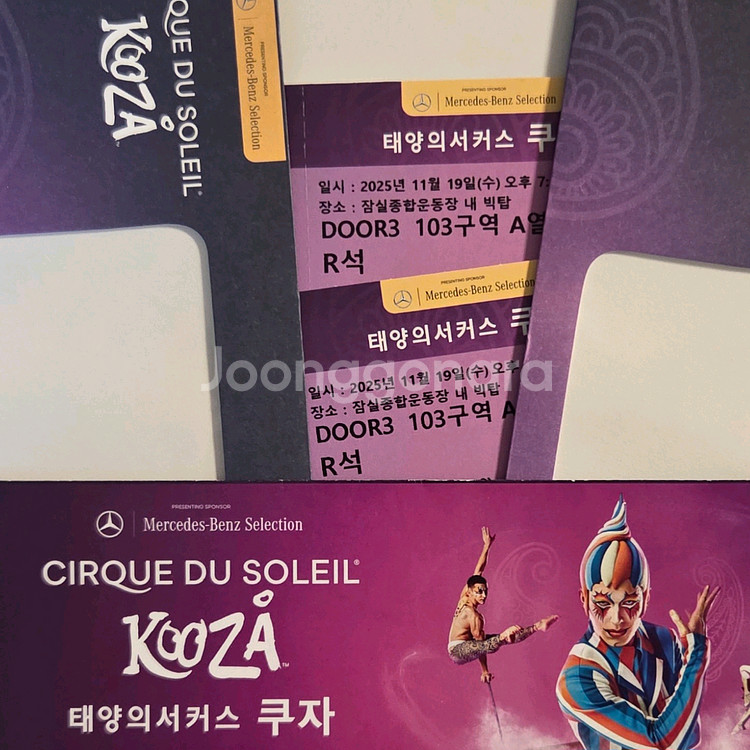 CIRQUE DU SOLEIL
KOOZÅ
PRESENTING SPONSOR
Mercedes-Benz Selection
PRESENTING SPONSOR
Mercedes-Benz Selection
태양의서커스 쿠
일시 : 2025년 11월 19일(수) 오후 7:
장소 : 잠실종합운동장 내 빅탑
DOOR3 103구역 A열
R석
PRESENTING SPONSOR
Mercedes-Benz Selection
태양의서커스
일시 : 2025년 11월 19일(수) 오후
장소 : 잠실종합운동장 내 빅탑
DOOR3 103구역 A
R석
Joonggonara
PRESENTING SPONSOR
Mercedes-Benz Selection
CIRQUE DU SOLEIL®
KOOZÅ™
태양의서커스 쿠자